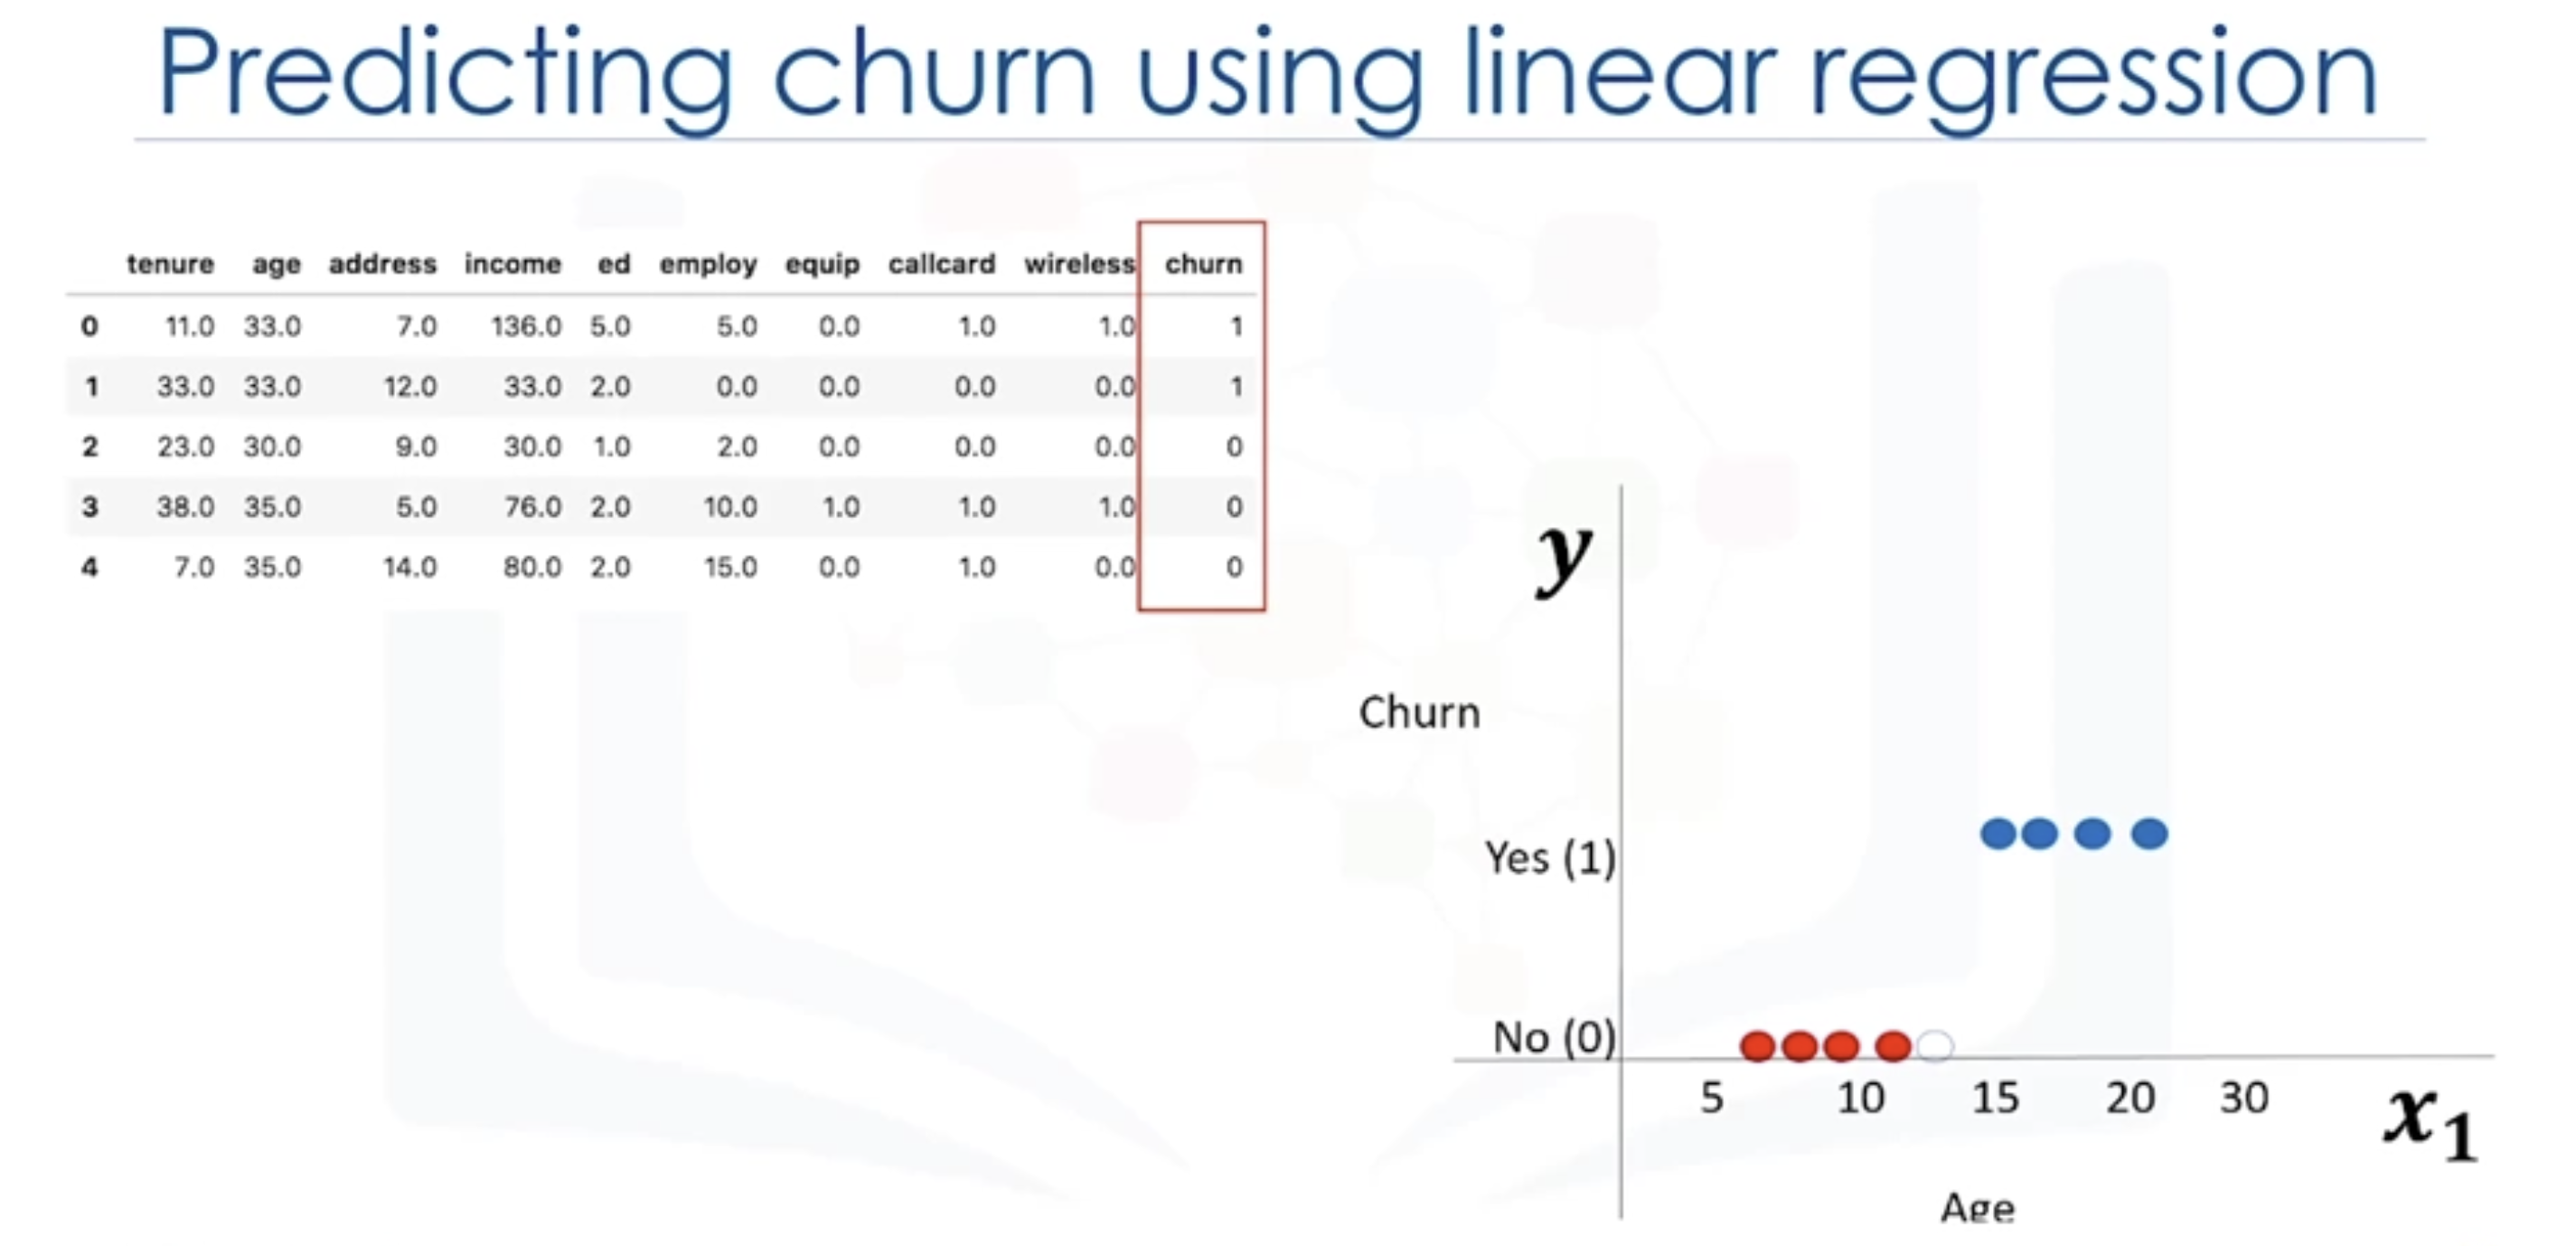 Predicting churn using linear regression
tenure age address income ed employ equip callcard wireless churn
0 11.0 33.0 7.0 136.0 5.0 5.0 0.0 1.0 1.0 1
1 33.0 33.0 12.0 33.0 2.0 0.0 0.0 0.0 0.0 1
2 23.0 30.0 9.0 30.0 1.0 2.0 0.0 0.0 0.0 0
3 38.0 35.0 5.0 76.0 2.0 10.0 1.0 1.0 1.0 0
4 7.0 35.0 14.0 80.0 2.0 15.0 0.0 1.0 0.0 0
y
Churn
Yes (1)
No (0)
5 10 15 20 30
x₁
Age